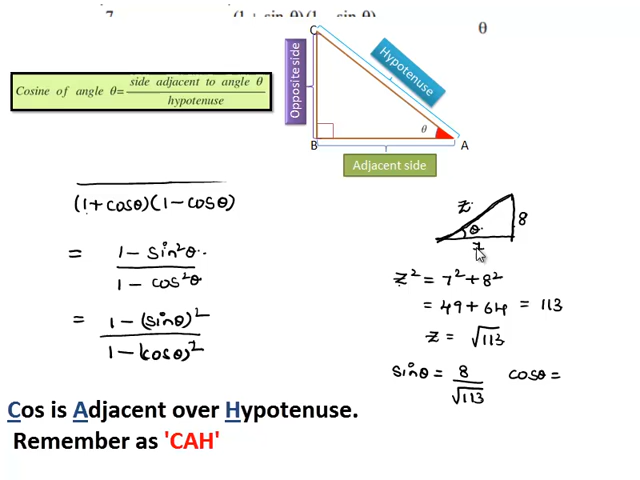 7 (1 + sin θ)(1 − sin θ)
θ
C
Opposite side
Hypotenuse
Cosine of angle θ= side adjacent to angle θ / hypotenuse
θ
B
A
Adjacent side
(1+cosθ)(1−cosθ)
z
8
θ
7
= 1 − sin²θ / 1 − cos²θ
z² = 7² + 8²
= 49 + 64 = 113
= 1 − (sinθ)² / 1 − (cosθ)²
z = √113
sinθ = 8 / √113 cosθ =
Cos is Adjacent over Hypotenuse.
Remember as 'CAH'